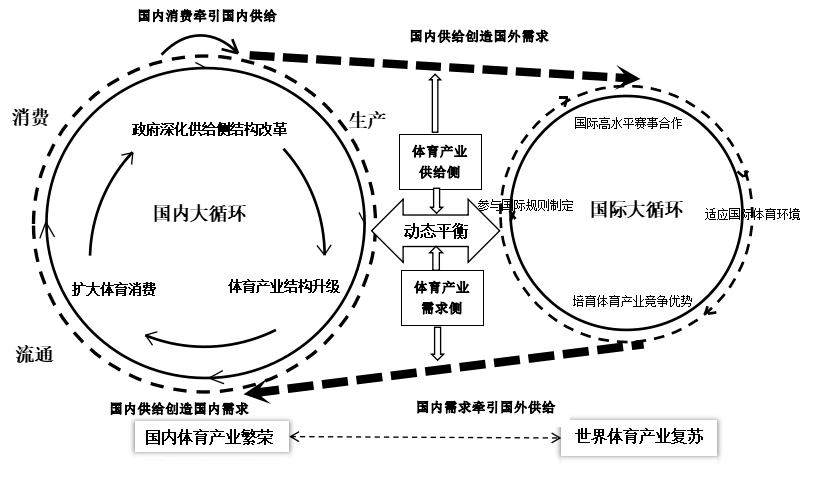 国内消费牵引国内供给
国内供给创造国外需求
消费
生产
政府深化供给侧结构改革
国际高水平赛事合作
体育产业
供给侧
国内大循环
参与国际规则制定
国际大循环
适应国际体育环境
动态平衡
扩大体育消费
体育产业结构升级
体育产业
需求侧
培育体育产业竞争优势
流通
国内供给创造国内需求
国内需求牵引国外供给
国内体育产业繁荣
世界体育产业复苏